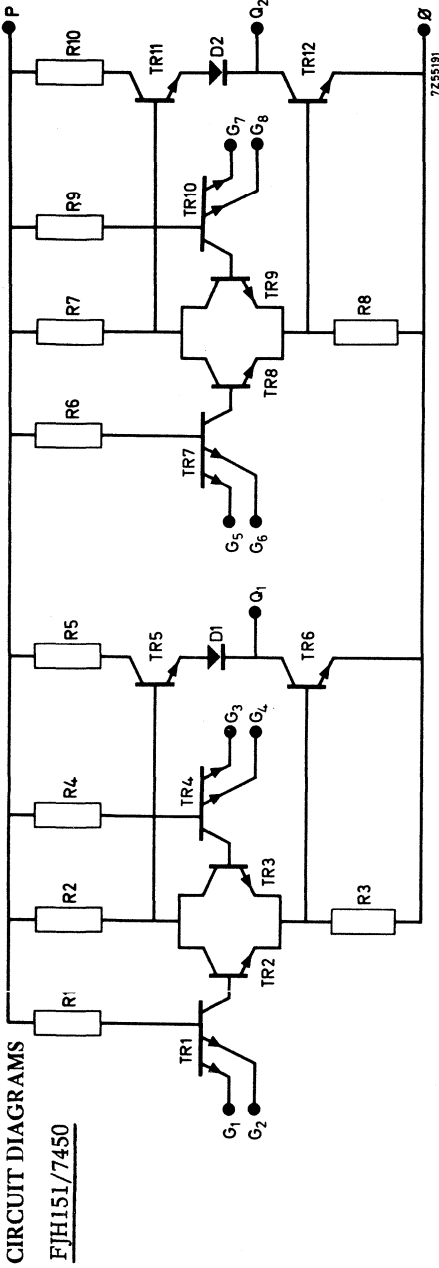 CIRCUIT DIAGRAMS
FJH151/7450
P
R1
R2
R4
R5
R6
R7
R9
R10
TR1
TR2
TR3
TR4
TR5
D1
Q1
TR6
G1
G2
G3
G4
R3
TR7
TR8
TR9
TR10
TR11
D2
Q2
TR12
G5
G6
G7
G8
R8
Ø
7Z55191